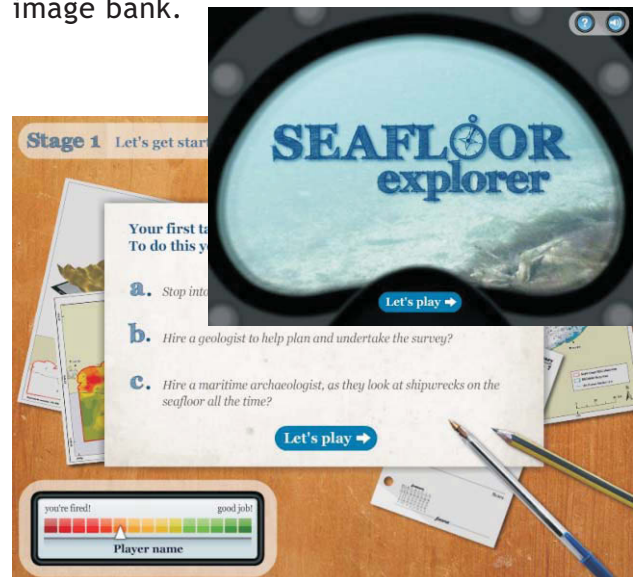 image bank.
SEAFLOOR
explorer
Let's play
Stage 1 Let's get start
Your first ta
To do this y
a. Stop into
b. Hire a geologist to help plan and undertake the survey?
c. Hire a maritime archaeologist, as they look at shipwrecks on the
seafloor all the time?
Let's play
you're fired! good job!
Player name